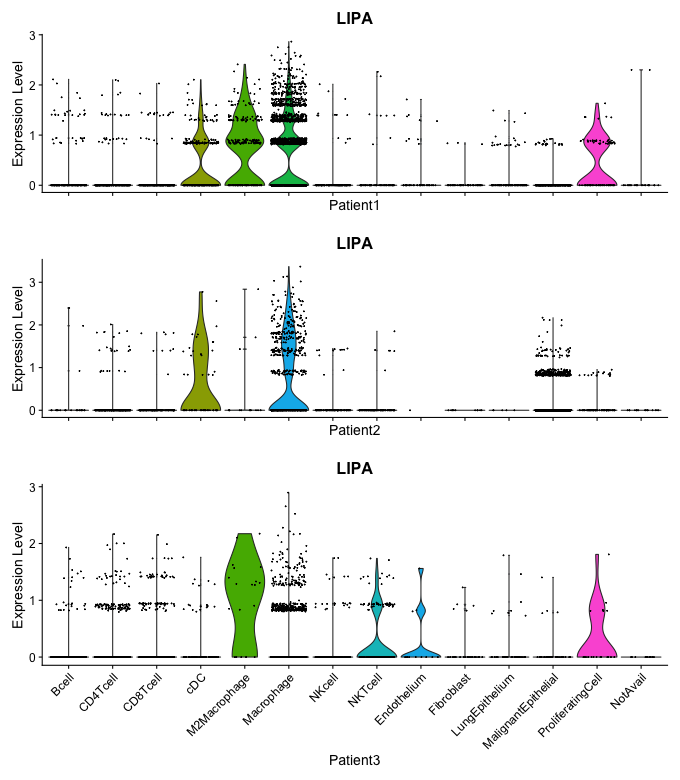 LIPA
Expression Level
3
2
1
0
Patient1
LIPA
Expression Level
3
2
1
0
Patient2
LIPA
Expression Level
3
2
1
0
Bcell
CD4Tcell
CD8Tcell
cDC
M2Macrophage
Macrophage
NKcell
NKTcell
Endothelium
Fibroblast
LungEpithelium
MalignantEpithelial
ProliferatingCell
NotAvail
Patient3